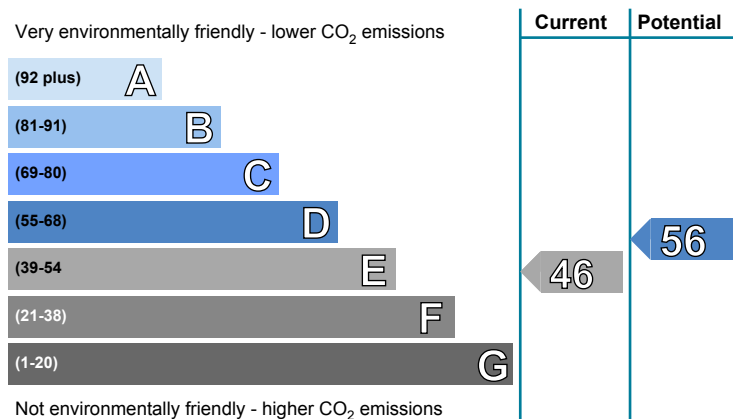 Current Potential
Very environmentally friendly - lower CO₂ emissions
(92 plus) A
(81-91) B
(69-80) C
(55-68) D
56
(39-54 E
46
(21-38) F
(1-20) G
Not environmentally friendly - higher CO₂ emissions